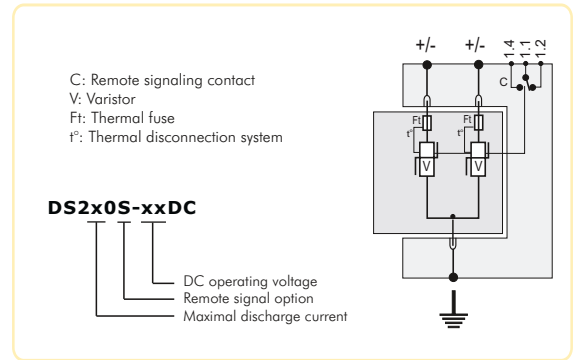 C: Remote signaling contact
V: Varistor
Ft: Thermal fuse
t°: Thermal disconnection system
DS2x0S-xxDC
DC operating voltage
Remote signal option
Maximal discharge current
+/- +/- 1.4 1.1 1.2
C
Ft Ft
t° t°
V V